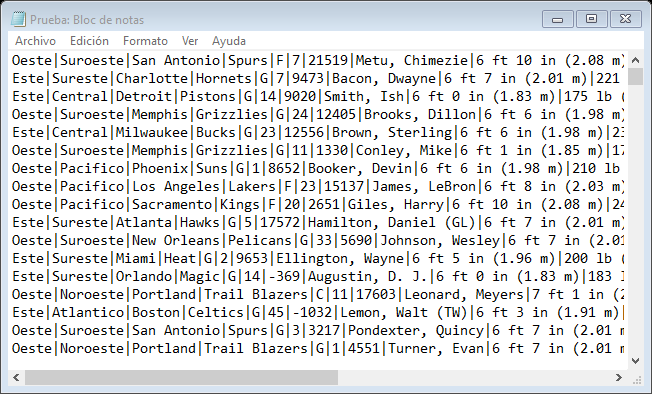 Prueba: Bloc de notas
Archivo Edición Formato Ver Ayuda
Oeste|Suroeste|San Antonio|Spurs|F|7|21519|Metu, Chimezie|6 ft 10 in (2.08 m)
Este|Sureste|Charlotte|Hornets|G|7|9473|Bacon, Dwayne|6 ft 7 in (2.01 m)|221
Este|Central|Detroit|Pistons|G|14|9020|Smith, Ish|6 ft 0 in (1.83 m)|175 lb (
Oeste|Suroeste|Memphis|Grizzlies|G|24|12405|Brooks, Dillon|6 ft 6 in (1.98 m)
Este|Central|Milwaukee|Bucks|G|23|12556|Brown, Sterling|6 ft 6 in (1.98 m)|23
Oeste|Suroeste|Memphis|Grizzlies|G|11|1330|Conley, Mike|6 ft 1 in (1.85 m)|17
Oeste|Pacifico|Phoenix|Suns|G|1|8652|Booker, Devin|6 ft 6 in (1.98 m)|210 lb
Oeste|Pacifico|Los Angeles|Lakers|F|23|15137|James, LeBron|6 ft 8 in (2.03 m)
Oeste|Pacifico|Sacramento|Kings|F|20|2651|Giles, Harry|6 ft 10 in (2.08 m)|24
Este|Sureste|Atlanta|Hawks|G|5|17572|Hamilton, Daniel (GL)|6 ft 7 in (2.01 m)
Oeste|Suroeste|New Orleans|Pelicans|G|33|5690|Johnson, Wesley|6 ft 7 in (2.01
Este|Sureste|Miami|Heat|G|2|9653|Ellington, Wayne|6 ft 5 in (1.96 m)|200 lb (
Este|Sureste|Orlando|Magic|G|14|-369|Augustin, D. J.|6 ft 0 in (1.83 m)|183 l
Oeste|Noroeste|Portland|Trail Blazers|C|11|17603|Leonard, Meyers|7 ft 1 in (2
Este|Atlantico|Boston|Celtics|G|45|-1032|Lemon, Walt (TW)|6 ft 3 in (1.91 m)|
Oeste|Suroeste|San Antonio|Spurs|G|3|3217|Pondexter, Quincy|6 ft 7 in (2.01 m
Oeste|Noroeste|Portland|Trail Blazers|G|1|4551|Turner, Evan|6 ft 7 in (2.01 m